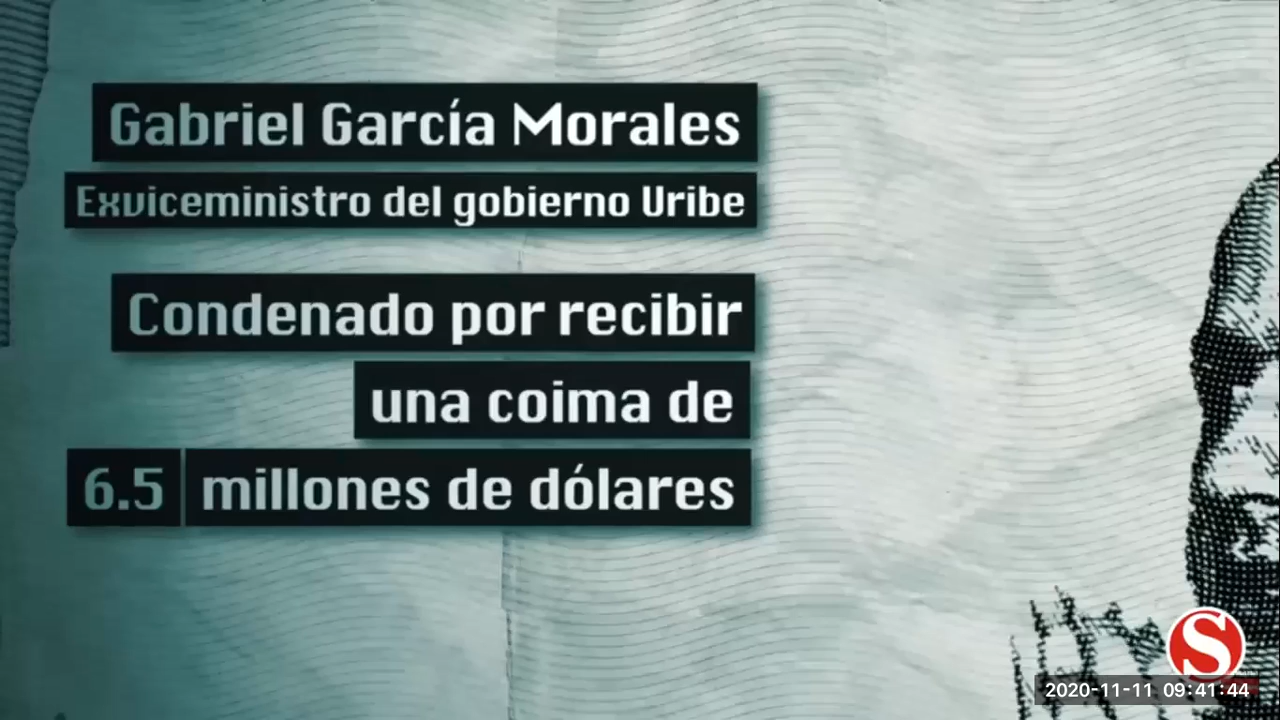 Gabriel García Morales
Exviceministro del gobierno Uribe
Condenado por recibir
una coima de
6.5 millones de dólares
S
2020-11-11 09:41:44